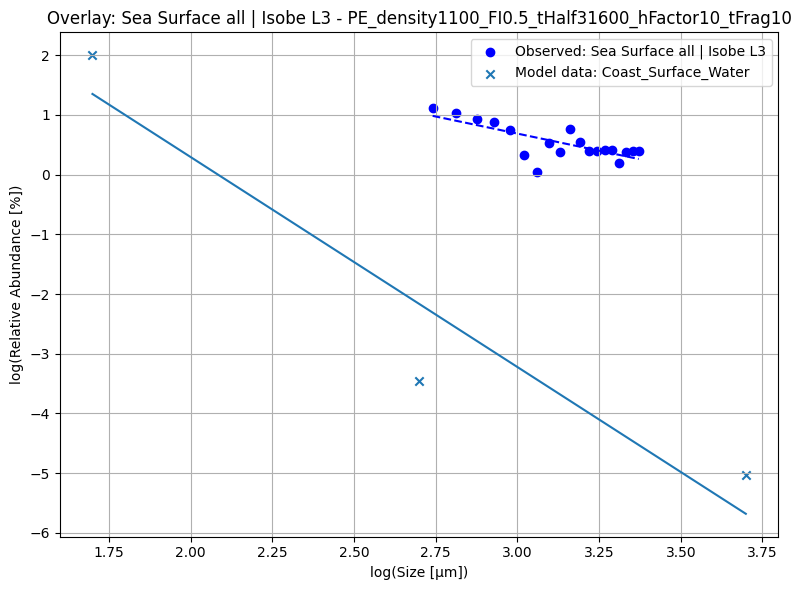 Overlay: Sea Surface all | Isobe L3 - PE_density1100_FI0.5_tHalf31600_hFactor10_tFrag10
Observed: Sea Surface all | Isobe L3
Model data: Coast_Surface_Water
log(Relative Abundance [%])
2
1
0
−1
−2
−3
−4
−5
−6
1.75 2.00 2.25 2.50 2.75 3.00 3.25 3.50 3.75
log(Size [μm])